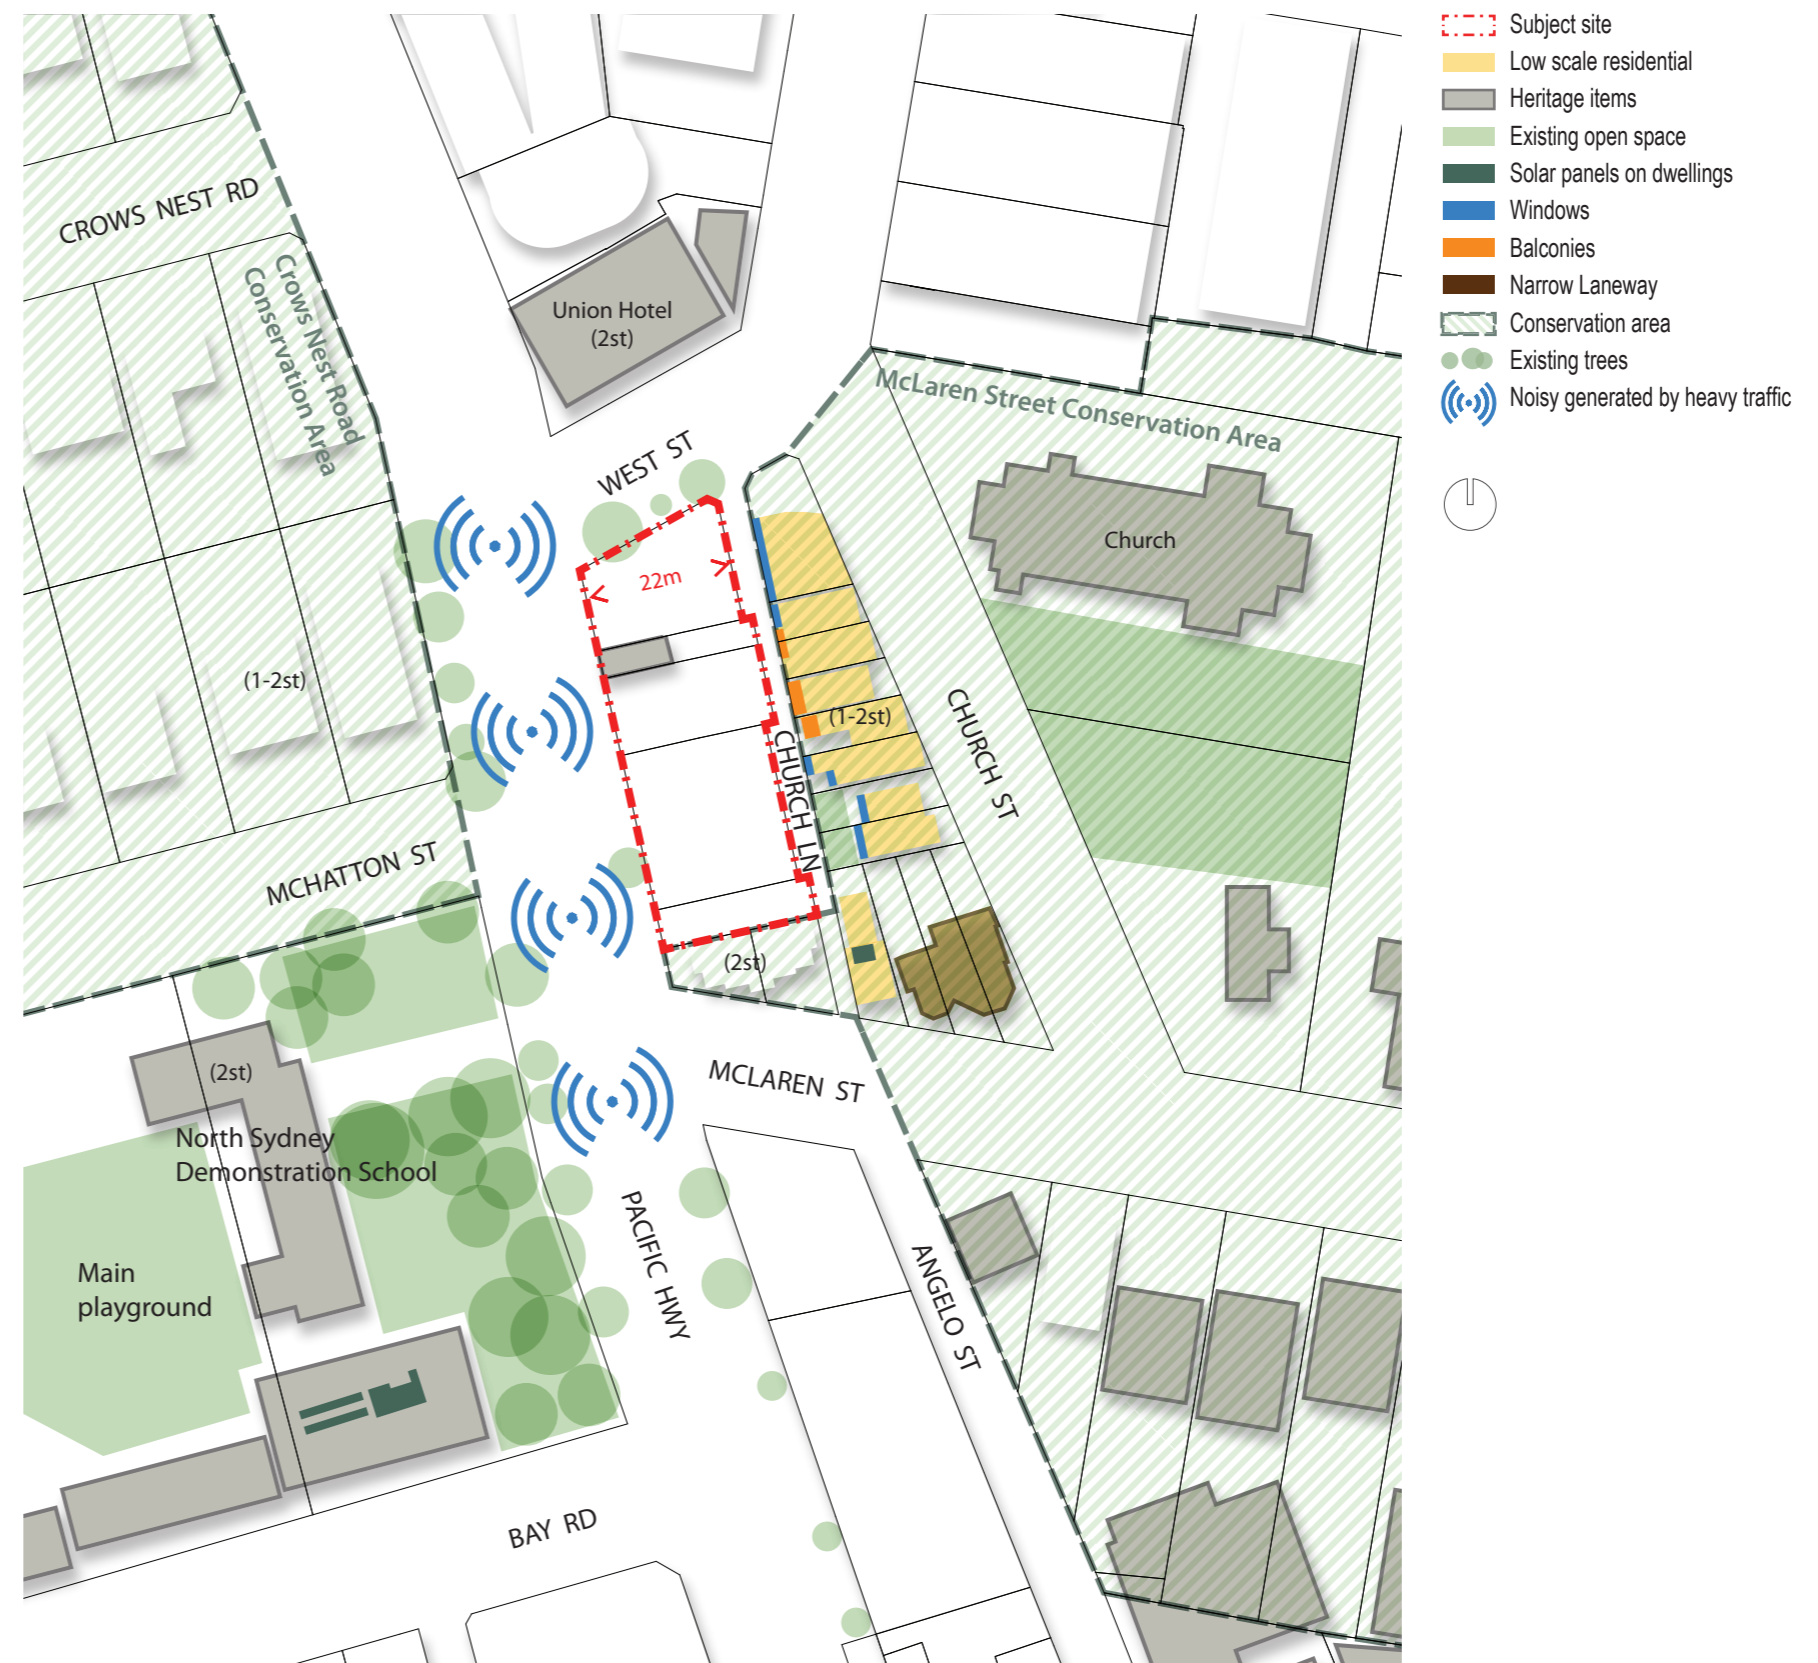 Subject site
Low scale residential
Heritage items
Existing open space
Solar panels on dwellings
Windows
Balconies
Narrow Laneway
Conservation area
Existing trees
Noisy generated by heavy traffic
CROWS NEST RD
Crows Nest Road
Conservation Area
Union Hotel
(2st)
McLaren Street Conservation Area
WEST ST
Church
22m
(1-2st)
(1-2st)
CHURCH ST
CHURCH LN
MCHATTON ST
(2st)
(2st)
MCLAREN ST
North Sydney
Demonstration School
PACIFIC HWY
ANGELO ST
Main
playground
BAY RD